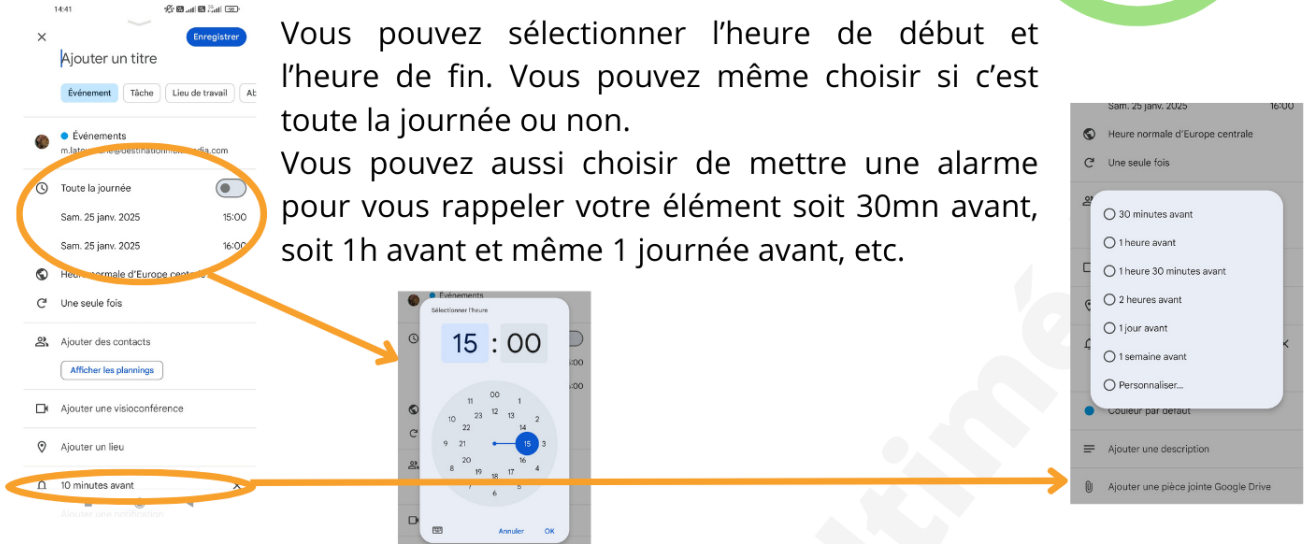 14:41
Enregistrer
Ajouter un titre
Événement
Tâche
Lieu de travail
Événements
Toute la journée
Sam. 25 janv. 2025 15:00
Sam. 25 janv. 2025 16:00
Heure normale d'Europe centrale
Une seule fois
Ajouter des contacts
Afficher les plannings
Ajouter une visioconférence
Ajouter un lieu
10 minutes avant
Ajouter une notification
Vous pouvez sélectionner l'heure de début et
l'heure de fin. Vous pouvez même choisir si c'est
toute la journée ou non.
Vous pouvez aussi choisir de mettre une alarme
pour vous rappeler votre élément soit 30mn avant,
soit 1h avant et même 1 journée avant, etc.
Événements
Sélectionner l'heure
15 : 00
00
11 1
23 12 13
10 2
22 14
9 21 15 3
20 16
8 4
19 18 17
7 5
6
Annuler OK
Sam. 25 janv. 2025 16:00
Heure normale d'Europe centrale
Une seule fois
30 minutes avant
1 heure avant
1 heure 30 minutes avant
2 heures avant
1 jour avant
1 semaine avant
Personnaliser...
Couleur par défaut
Ajouter une description
Ajouter une pièce jointe Google Drive
ltimé